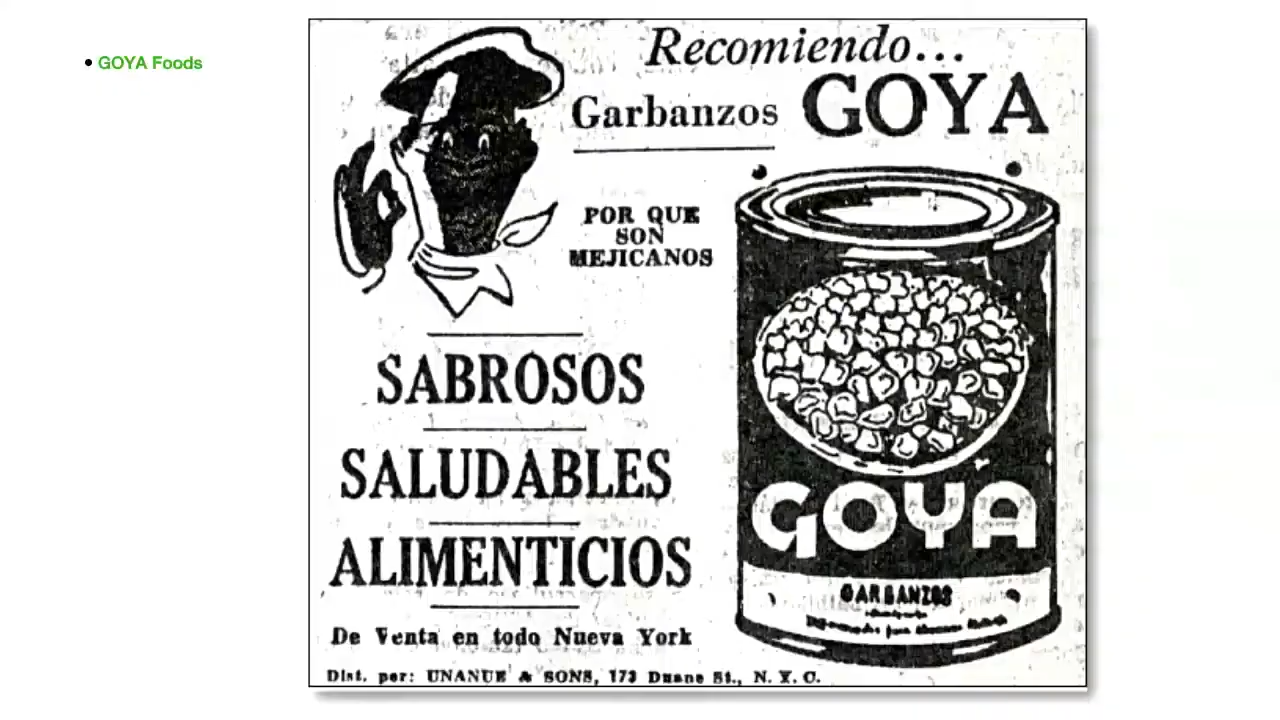 • GOYA Foods
Recomiendo...
Garbanzos GOYA
POR QUE
SON
MEJICANOS
SABROSOS
SALUDABLES
ALIMENTICIOS
De Venta en todo Nueva York
Dist. por: UNANUE & SONS, 173 Duane St., N. Y. C.
GOYA
GARBANZOS